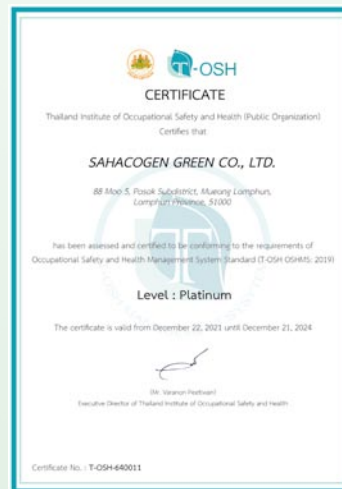 T-OSH
CERTIFICATE
Thailand Institute of Occupational Safety and Health (Public Organization)
Certifies that
SAHACOGEN GREEN CO., LTD.
88 Moo 5, Pasak Subdistrict, Mueang Lamphun,
Lamphun Province, 51000
has been assessed and certified to be conforming to the requirements of
Occupational Safety and Health Management System Standard (T-OSH OSHMS: 2019)
Level : Platinum
The certificate is valid from December 22, 2021 until December 21, 2024
(Mr. Varanon Peetiwan)
Executive Director of Thailand Institute of Occupational Safety and Health
Certificate No. : T-OSH-640011